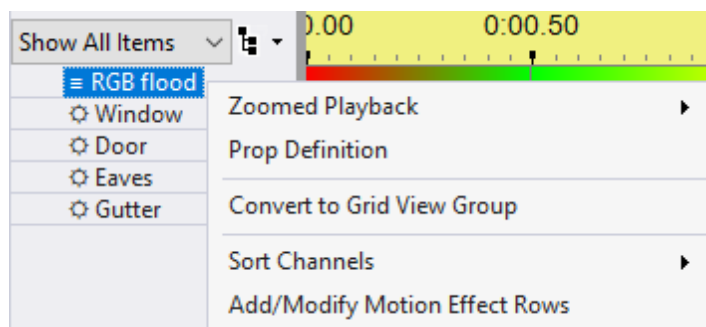 Show All Items
0.00 0:00.50
RGB flood
Window
Door
Eaves
Gutter
Zoomed Playback
Prop Definition
Convert to Grid View Group
Sort Channels
Add/Modify Motion Effect Rows